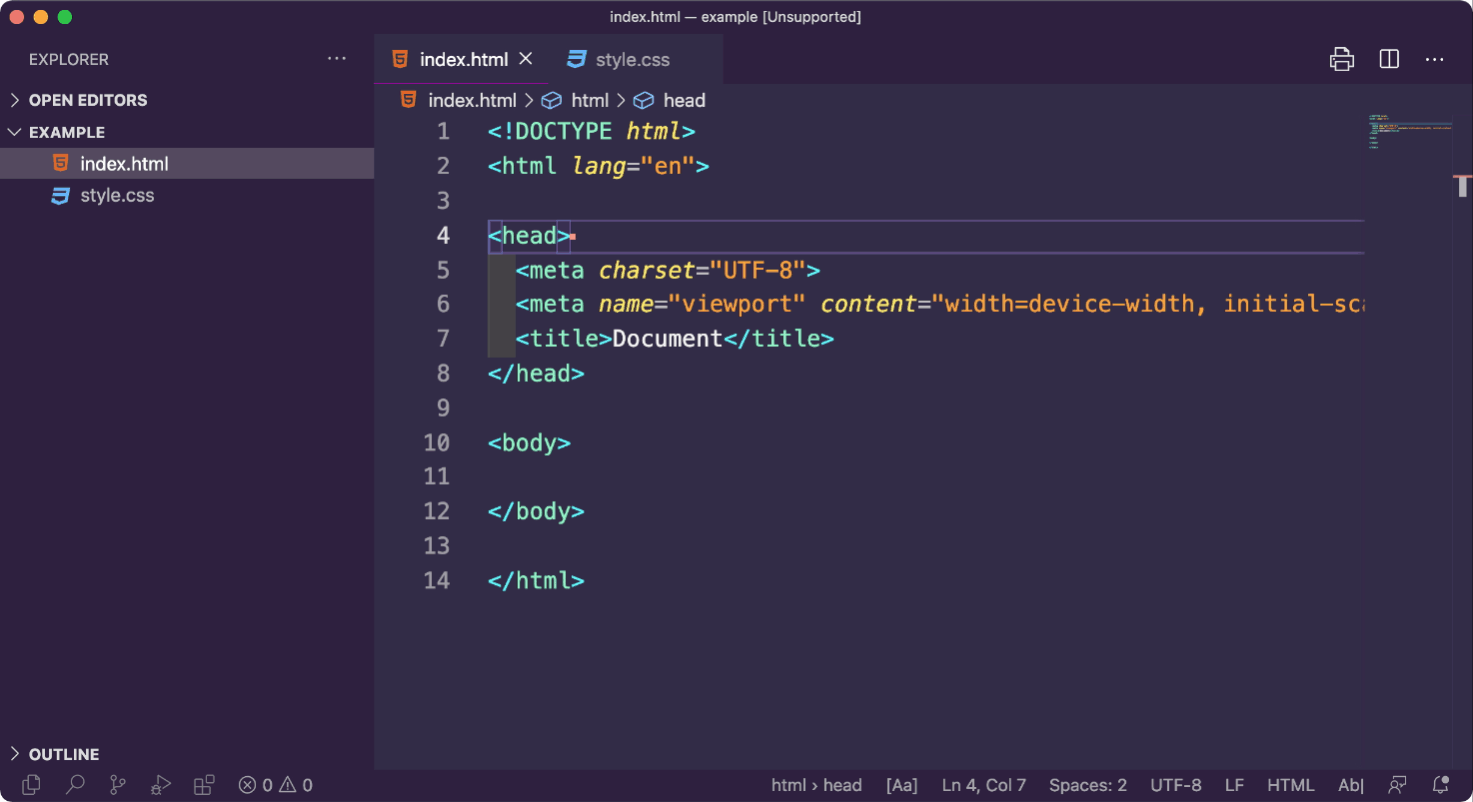 index.html — example [Unsupported]
EXPLORER
OPEN EDITORS
EXAMPLE
index.html
style.css
OUTLINE
index.html
style.css
index.html > html > head
1 <!DOCTYPE html>
2 <html lang="en">
3
4 <head>
5 <meta charset="UTF-8">
6 <meta name="viewport" content="width=device-width,
7 <title>Document</title>
8 </head>
9
10 <body>
11
12 </body>
13
14 </html>
0 0 html › head [Aa] Ln 4, Col 7 Spaces: 2 UTF-8 LF HTML Ab|